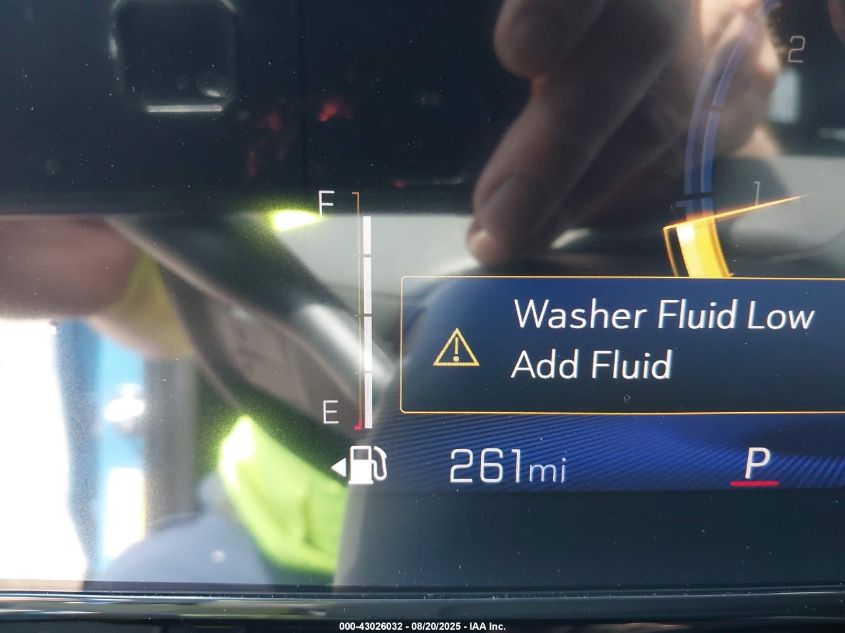 2
1
F
Washer Fluid Low
Add Fluid
E
261mi
P
000-43026032 - 08/20/2025 - IAA Inc.